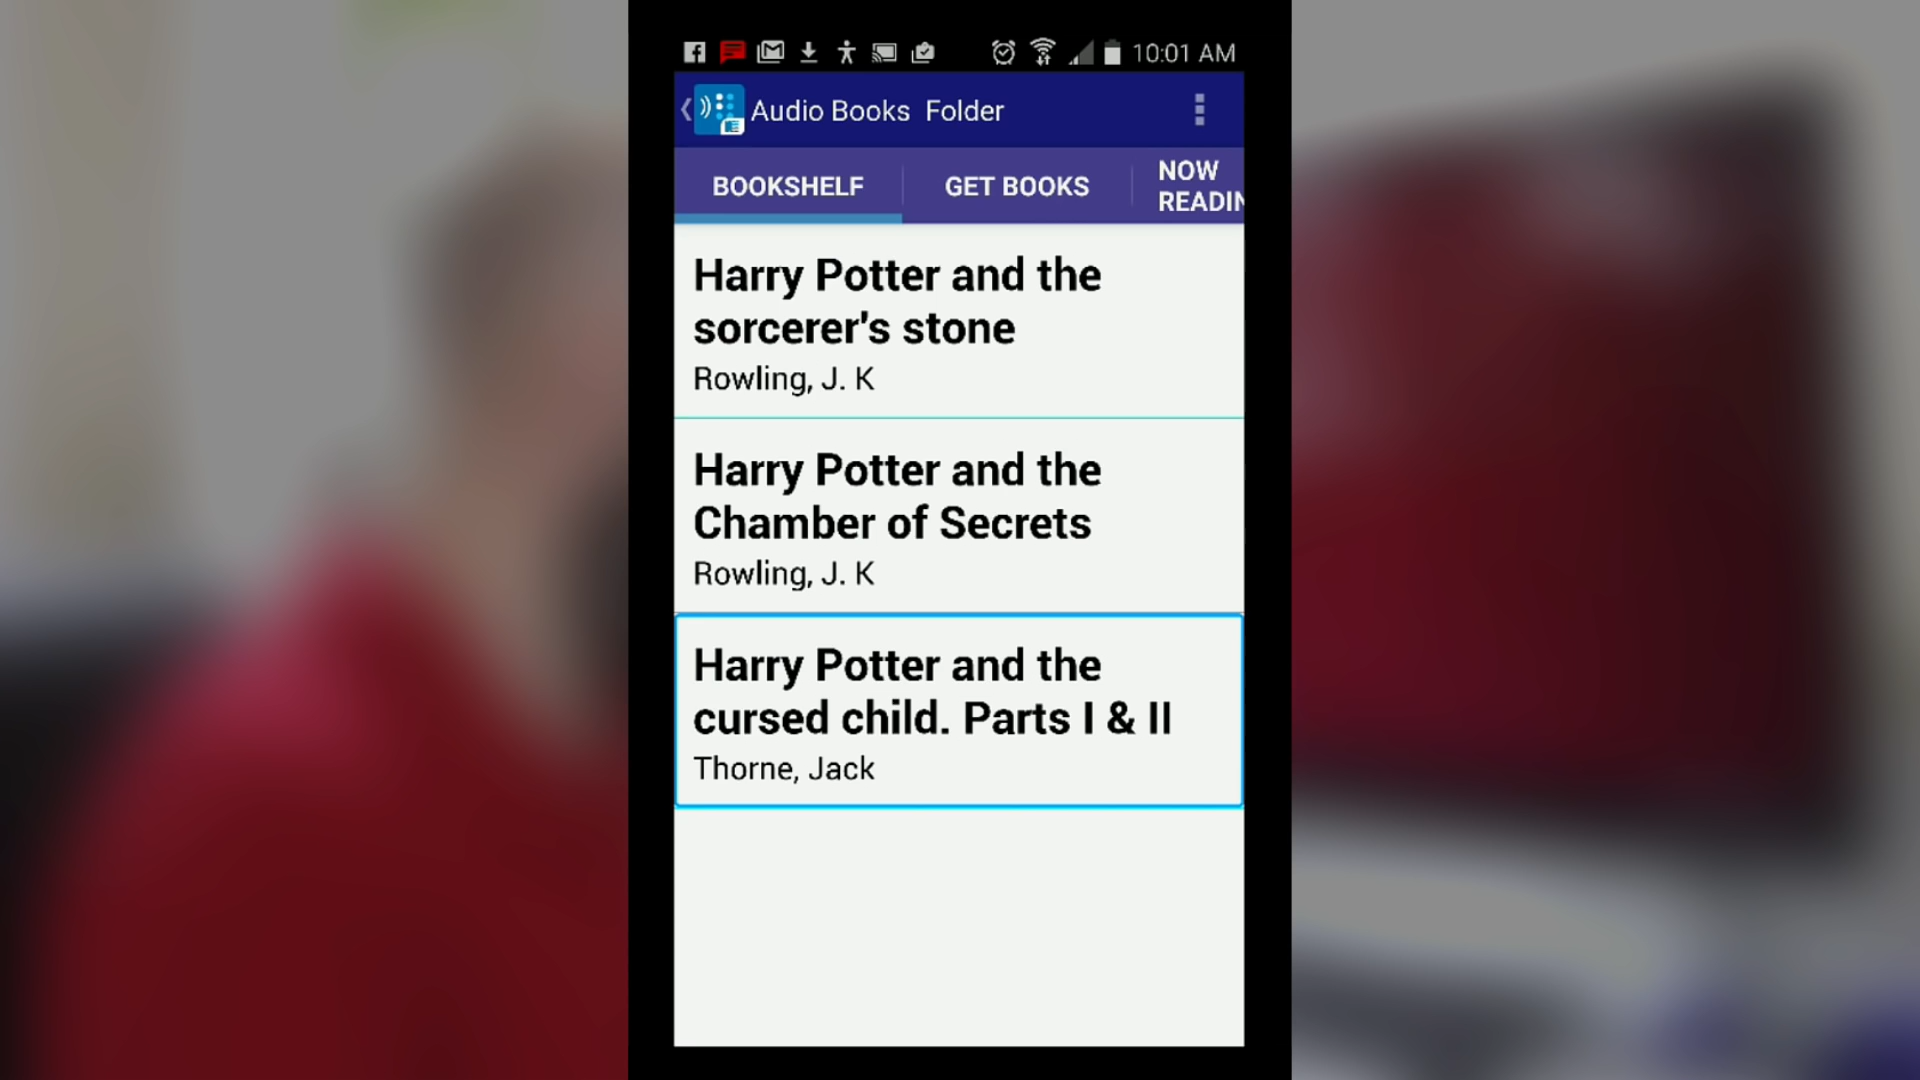 10:01 AM
Audio Books Folder
BOOKSHELF
GET BOOKS
NOW
READIN
Harry Potter and the
sorcerer's stone
Rowling, J. K
Harry Potter and the
Chamber of Secrets
Rowling, J. K
Harry Potter and the
cursed child. Parts I & II
Thorne, Jack